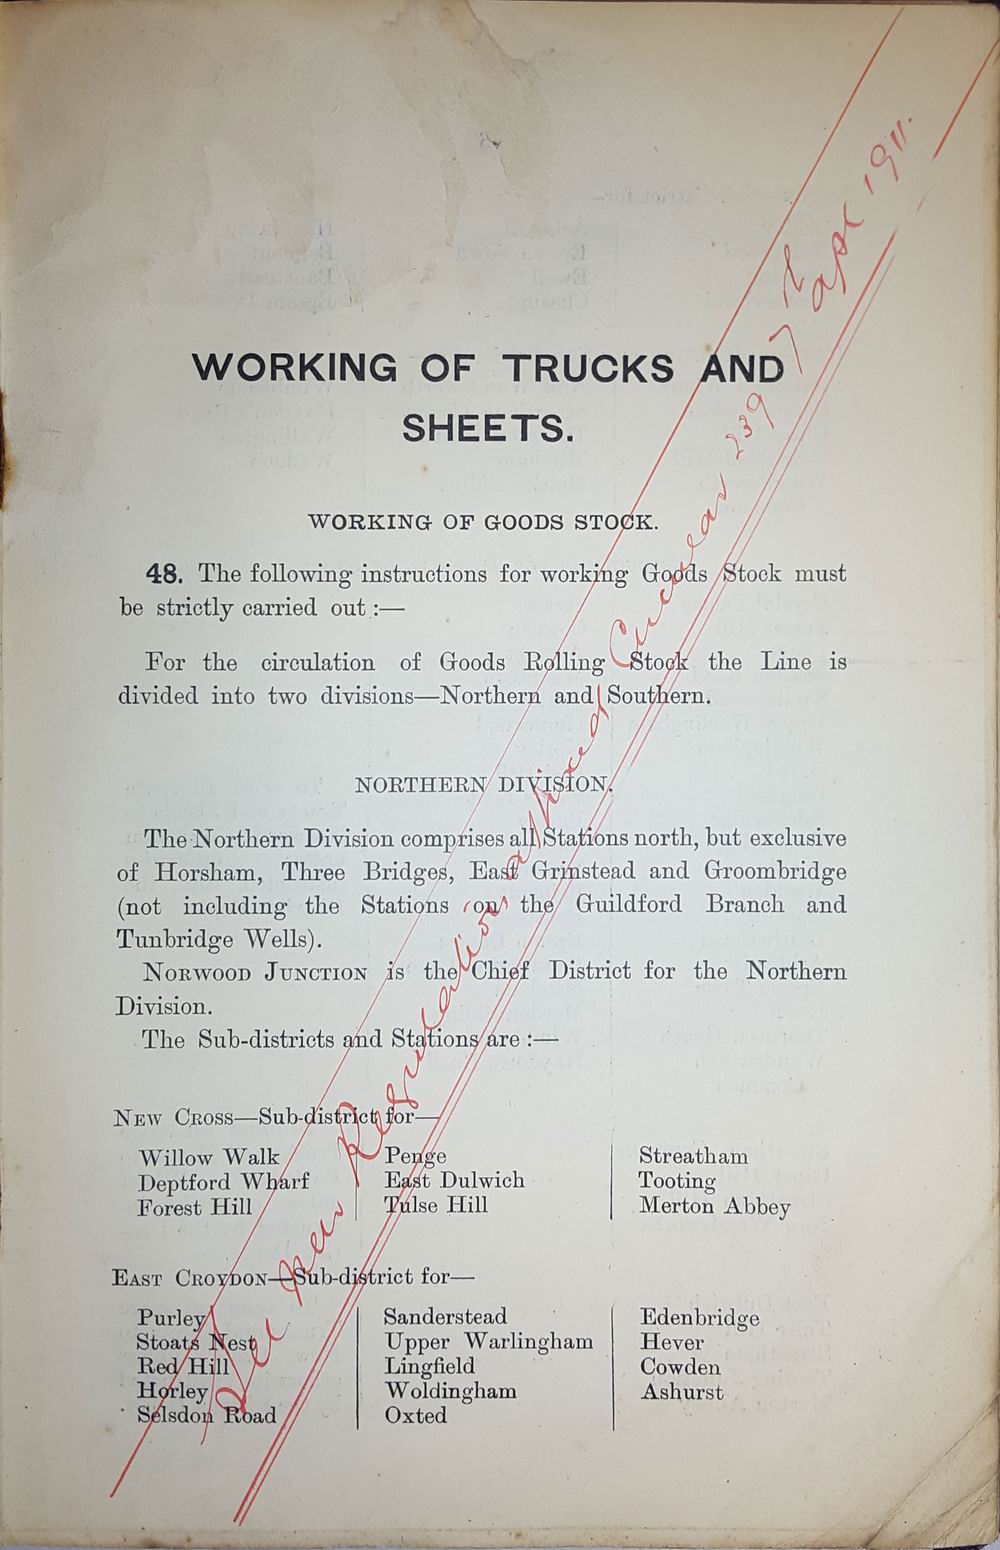 WORKING OF TRUCKS AND
SHEETS.
WORKING OF GOODS STOCK.
48. The following instructions for working Goods Stock must
be strictly carried out :—
For the circulation of Goods Rolling Stock the Line is
divided into two divisions—Northern and Southern.
NORTHERN DIVISION.
The Northern Division comprises all Stations north, but exclusive
of Horsham, Three Bridges, East Grinstead and Groombridge
(not including the Stations on the Guildford Branch and
Tunbridge Wells).
NORWOOD JUNCTION is the Chief District for the Northern
Division.
The Sub-districts and Stations are :—
NEW CROSS—Sub-district for—
Willow Walk
Deptford Wharf
Forest Hill
Penge
East Dulwich
Tulse Hill
Streatham
Tooting
Merton Abbey
EAST CROYDON—Sub-district for—
Purley
Stoats Nest
Red Hill
Horley
Selsdon Road
Sanderstead
Upper Warlingham
Lingfield
Woldingham
Oxted
Edenbridge
Hever
Cowden
Ashurst
See new Regulations affixed Circular 239 7th
Apl 1911.